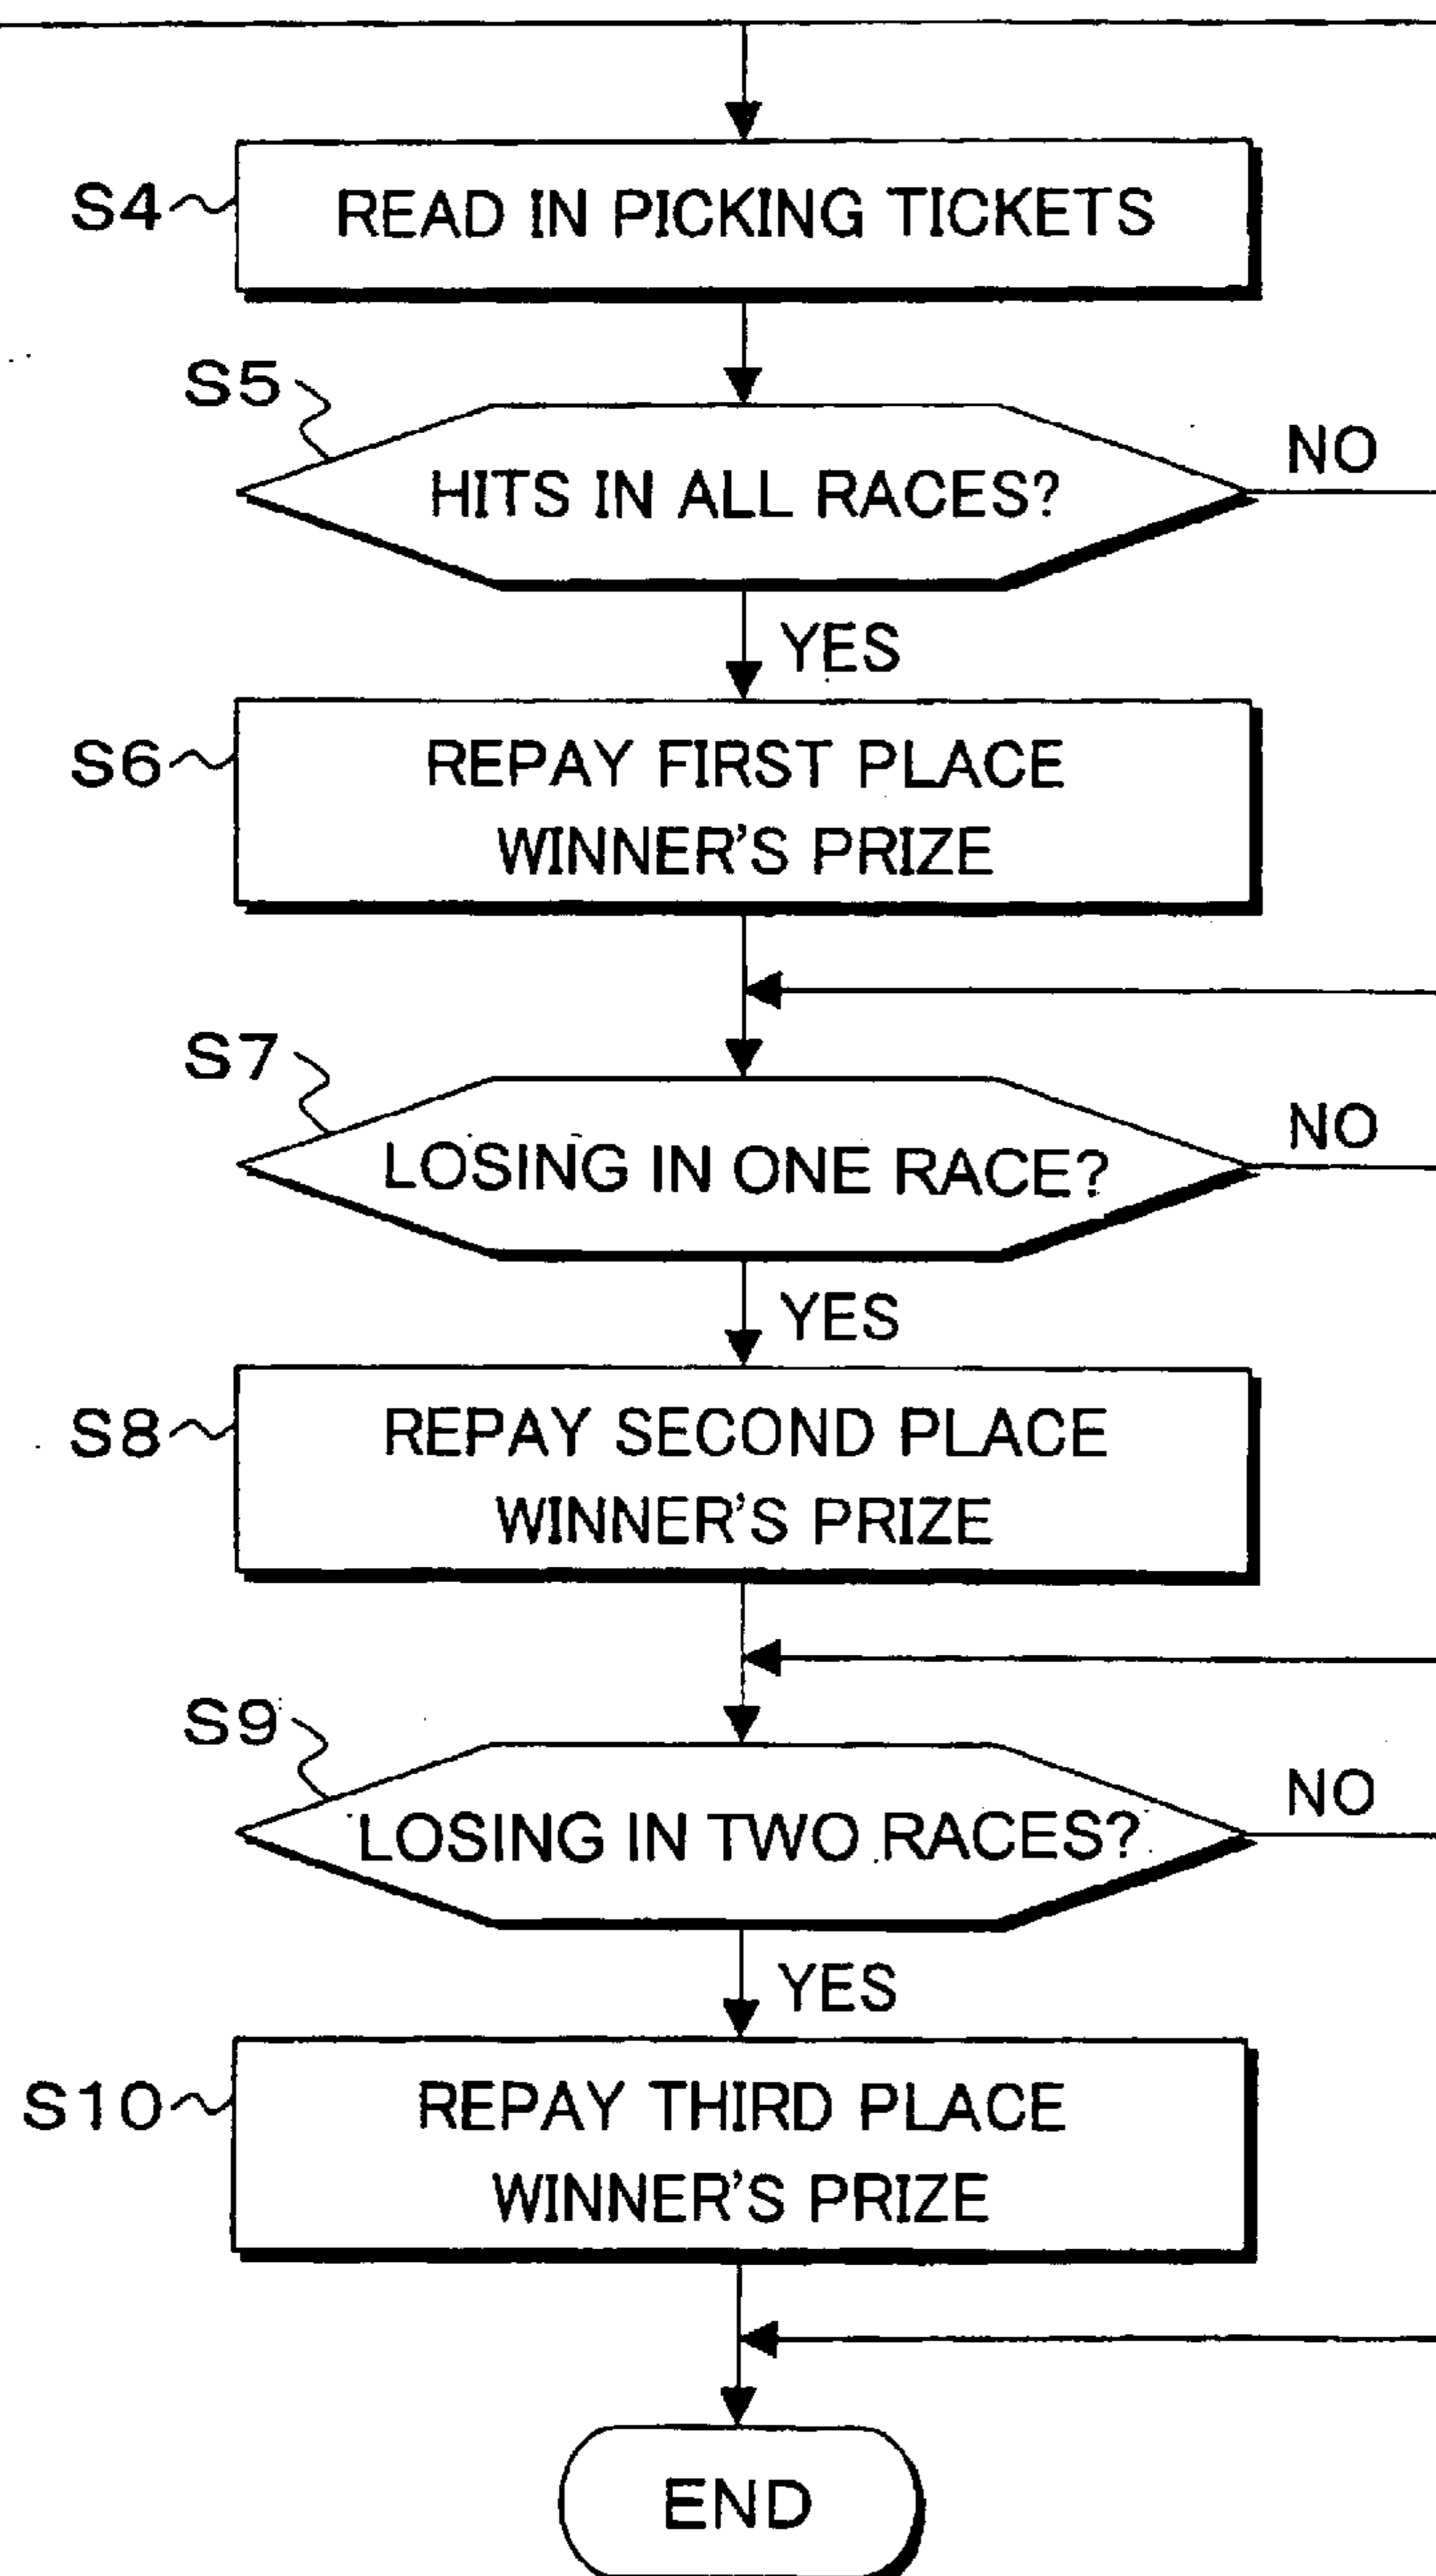 S4
READ IN PICKING TICKETS
S5
HITS IN ALL RACES?
NO
YES
S6
REPAY FIRST PLACE
WINNER'S PRIZE
S7
LOSING IN ONE RACE?
NO
YES
S8
REPAY SECOND PLACE
WINNER'S PRIZE
S9
LOSING IN TWO RACES?
NO
YES
S10
REPAY THIRD PLACE
WINNER'S PRIZE
END